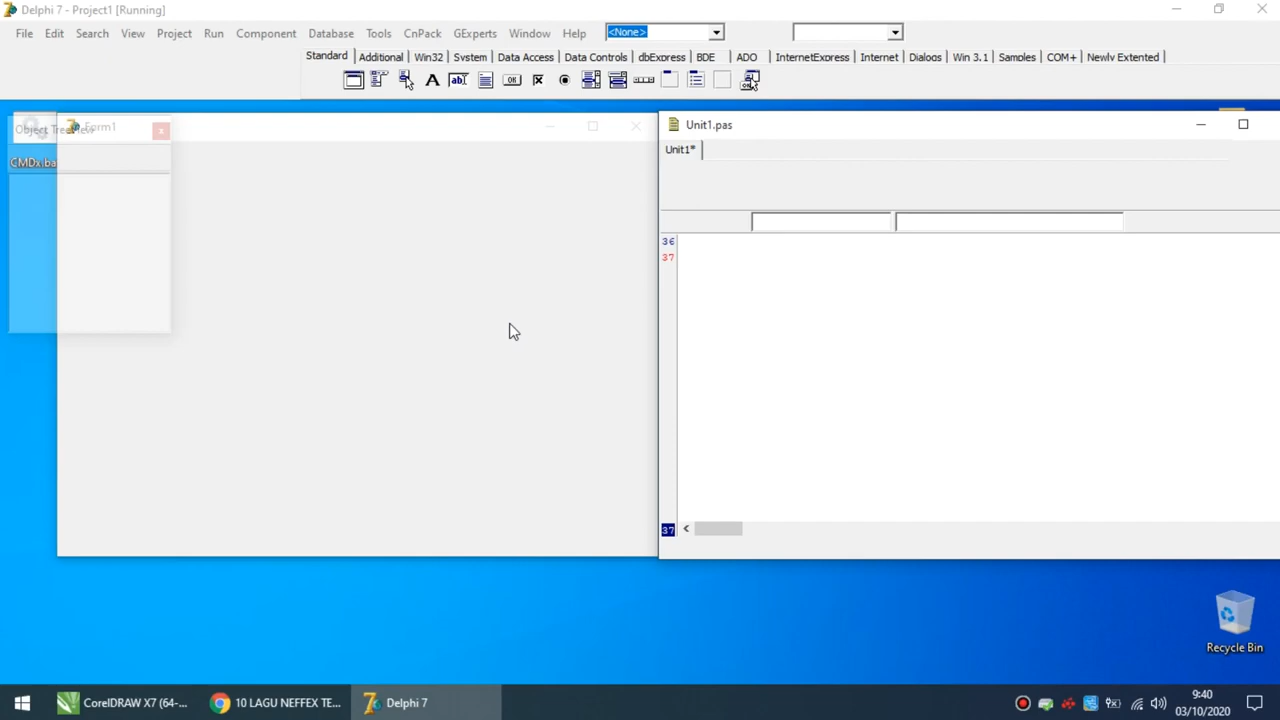 Delphi 7 - Project1 [Running]
File Edit Search View Project Run Component Database Tools CnPack GExperts Window Help <None>
Standard Additional Win32 System Data Access Data Controls dbExpress BDE ADO InternetExpress Internet Dialogs Win 3.1 Samples COM+ Newly Extented
Form1
CMDx.ba
Unit1.pas
Unit1*
36
37
37
Recycle Bin
CorelDRAW X7 (64-...
10 LAGU NEFFEX TE...
Delphi 7
9:40
03/10/2020